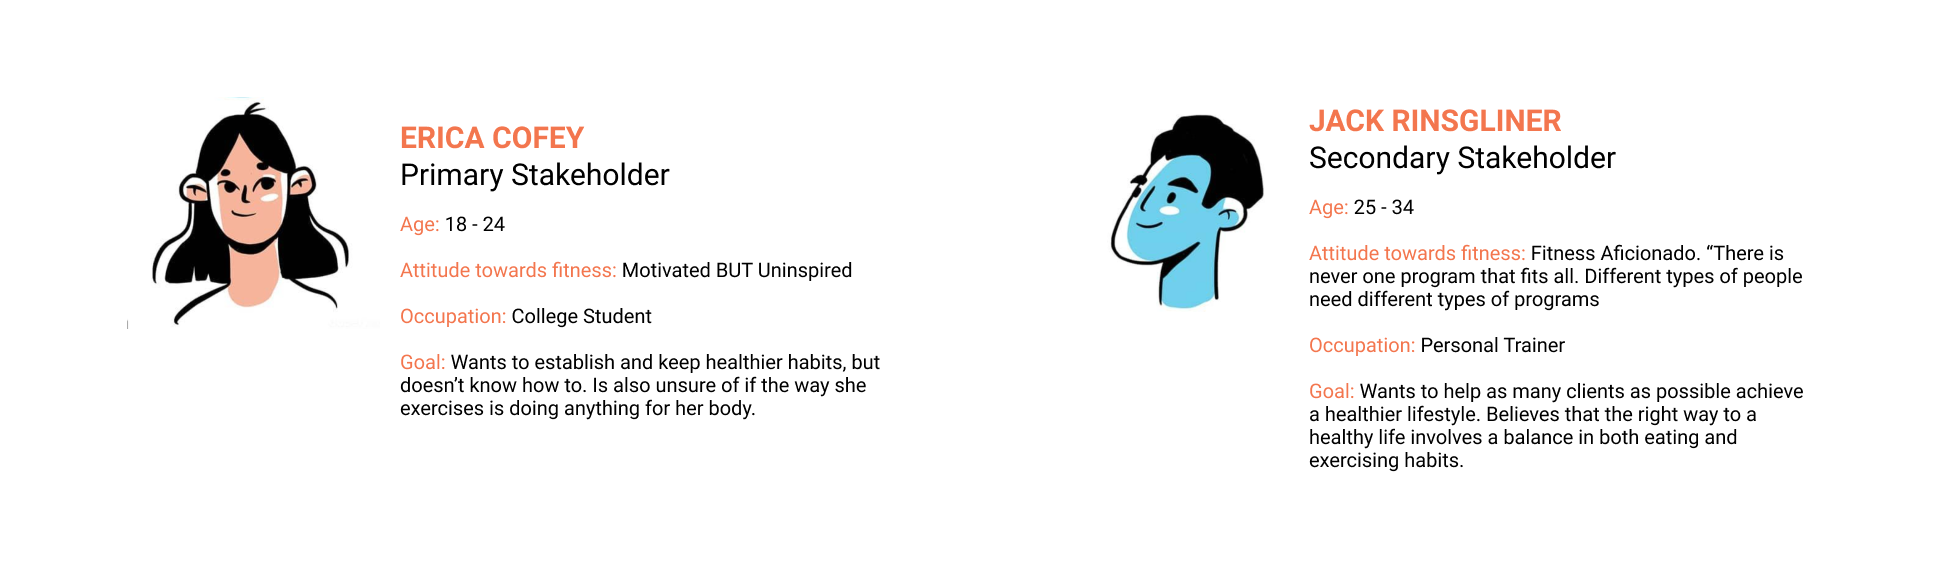 ERICA COFEY
Primary Stakeholder
Age: 18 - 24
Attitude towards fitness: Motivated BUT Uninspired
Occupation: College Student
Goal: Wants to establish and keep healthier habits, but
doesn't know how to. Is also unsure of if the way she
exercises is doing anything for her body.
JACK RINSGLINER
Secondary Stakeholder
Age: 25 - 34
Attitude towards fitness: Fitness Aficionado. “There is
never one program that fits all. Different types of people
need different types of programs
Occupation: Personal Trainer
Goal: Wants to help as many clients as possible achieve
a healthier lifestyle. Believes that the right way to a
healthy life involves a balance in both eating and
exercising habits.